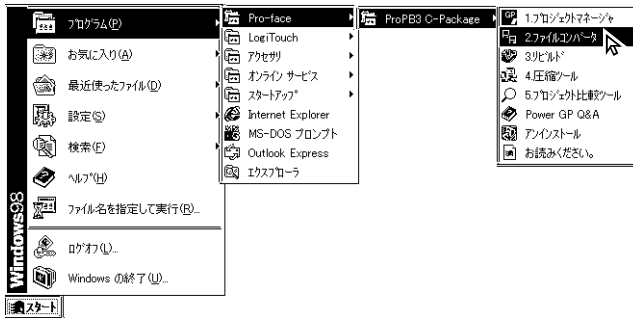 プログラム(P)
お気に入り(A)
最近使ったファイル(D)
設定(S)
検索(F)
ヘルプ(H)
ファイル名を指定して実行(R)...
ログオフ(L)...
Windows の終了(U)...
Windows98
スタート
Pro-face
LogiTouch
アクセサリ
オンライン サービス
スタートアップ
Internet Explorer
MS-DOS プロンプト
Outlook Express
エクスプローラ
ProPB3 C-Package
1.プロジェクトマネージャ
2.ファイルコンバータ
3.リビルド
4.圧縮ツール
5.プロジェクト比較ツール
Power GP Q&A
アンインストール
お読みください。